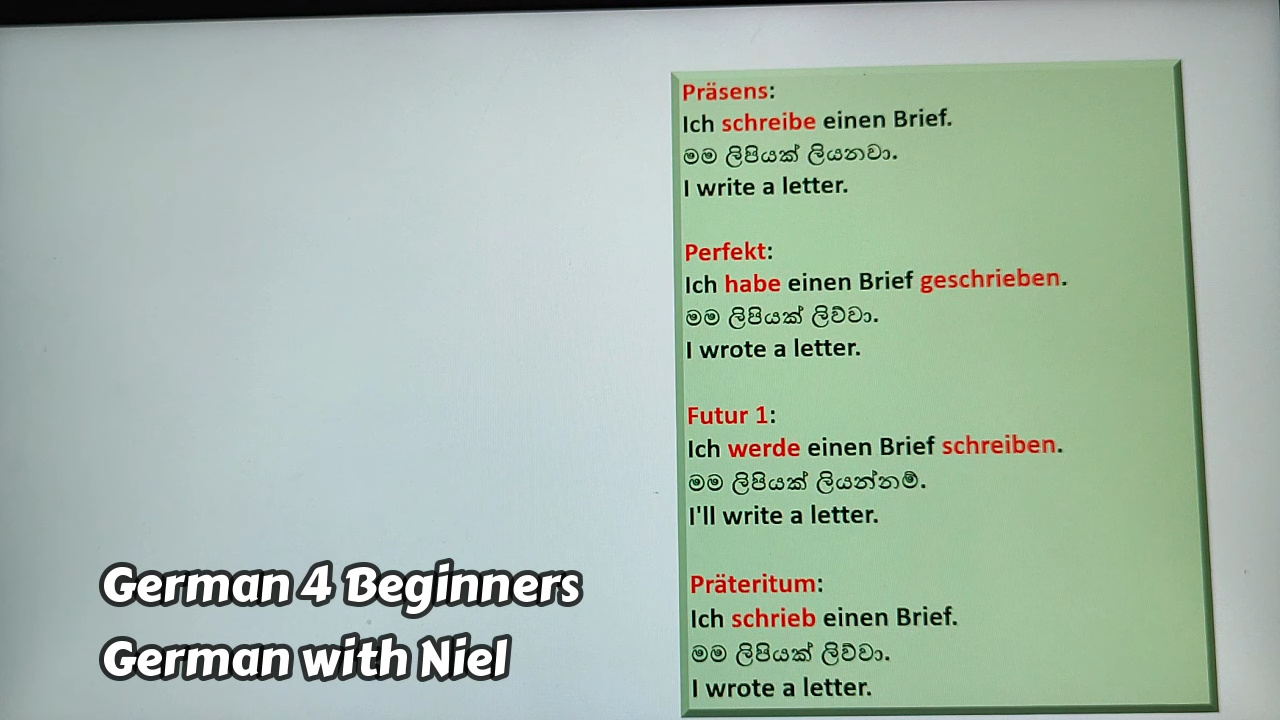 Präsens:
Ich schreibe einen Brief.
මම ලිපියක් ලියනවා.
I write a letter.
Perfekt:
Ich habe einen Brief geschrieben.
මම ලිපියක් ලිව්වා.
I wrote a letter.
Futur 1:
Ich werde einen Brief schreiben.
මම ලිපියක් ලියන්නම්.
I'll write a letter.
Präteritum:
Ich schrieb einen Brief.
මම ලිපියක් ලිව්වා.
I wrote a letter.
German 4 Beginners
German with Niel